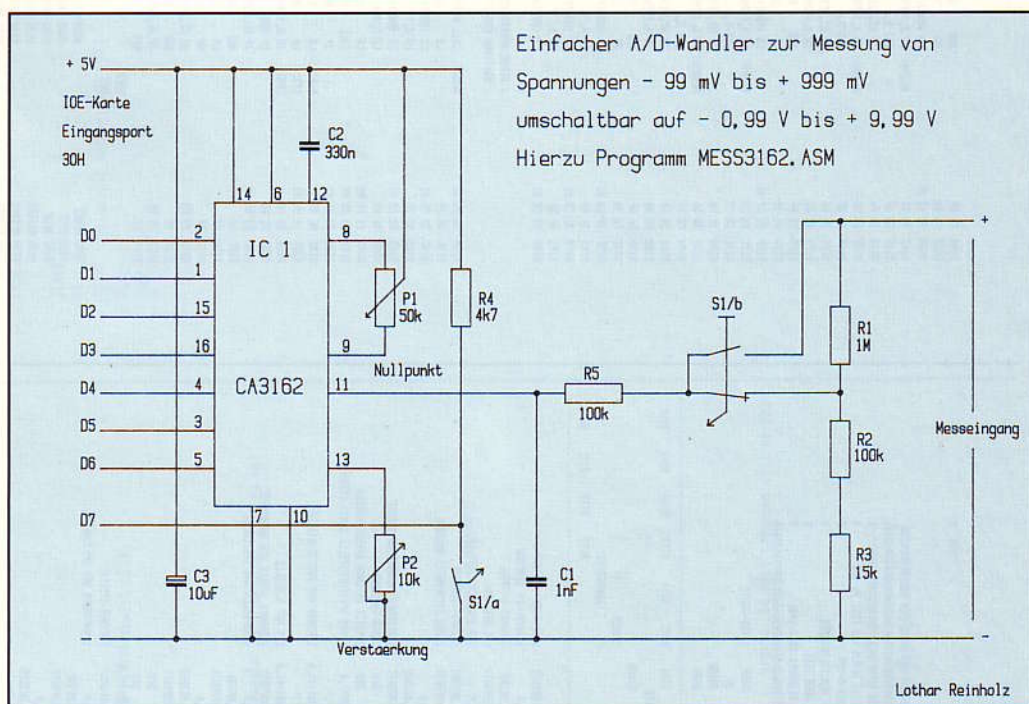 Einfacher A/D-Wandler zur Messung von
Spannungen - 99 mV bis + 999 mV
umschaltbar auf - 0,99 V bis + 9,99 V
Hierzu Programm MESS3162.ASM
+ 5V
IOE-Karte
Eingangsport
30H
C2
330n
14
6
12
D0
2
IC 1
8
D1
1
D2
15
P1
50k
R4
4k7
S1/b
R1
1M
D3
16
9
Nullpunkt
D4
4
CA3162
11
R5
100k
D5
3
R2
100k
Messeingang
D6
5
13
D7
7
10
C3
10uF
P2
10k
S1/a
C1
1nF
R3
15k
Verstaerkung
+
-
Lothar Reinholz